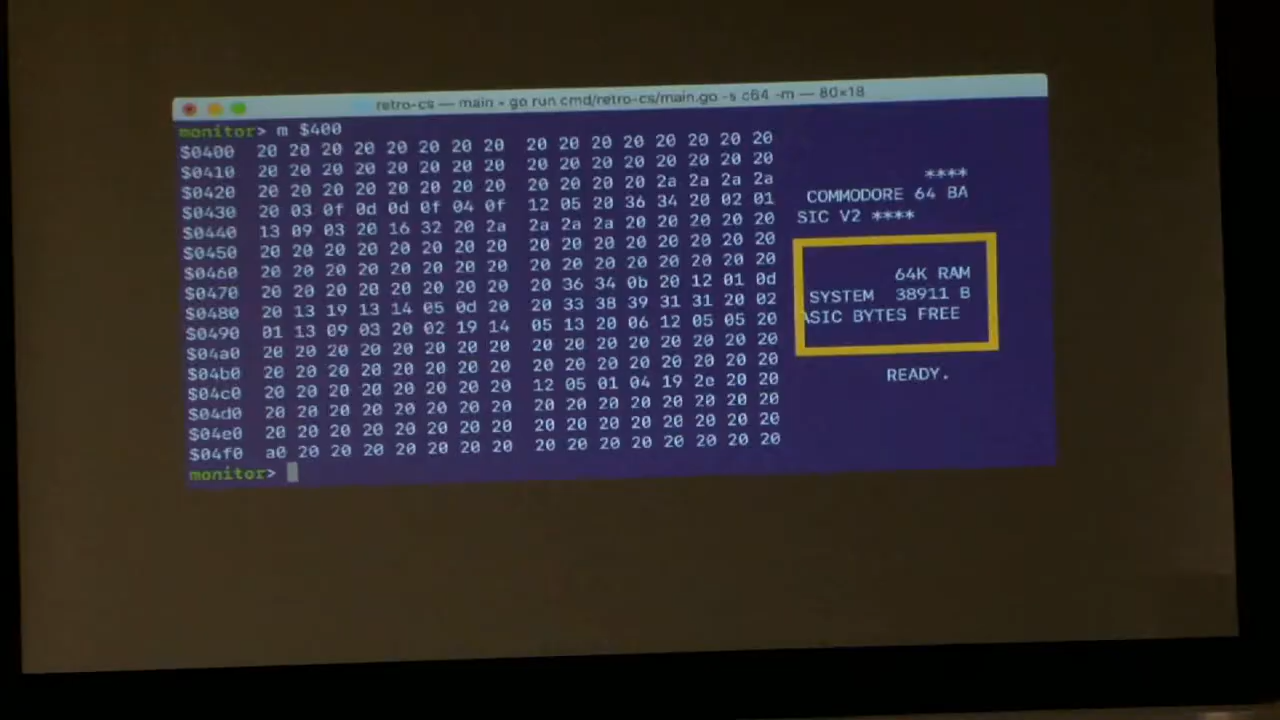 retro-cs — main • go run cmd/retro-cs/main.go -s c64 -m — 80×18
monitor> m $400
$0400 20 20 20 20 20 20 20 20 20 20 20 20 20 20 20 20
$0410 20 20 20 20 20 20 20 20 20 20 20 20 20 20 20 20
$0420 20 20 20 20 20 20 20 20 20 20 20 20 2a 2a 2a 2a ****
$0430 20 03 0f 0d 0d 0f 04 0f 12 05 20 36 34 20 02 01 COMMODORE 64 BA
$0440 13 09 03 20 16 32 20 2a 2a 2a 2a 20 20 20 20 20 SIC V2 ****
$0450 20 20 20 20 20 20 20 20 20 20 20 20 20 20 20 20
$0460 20 20 20 20 20 20 20 20 20 20 20 20 20 20 20 20
$0470 20 20 20 20 20 20 20 20 20 36 34 0b 20 12 01 0d 64K RAM
$0480 20 13 19 13 14 05 0d 20 20 33 38 39 31 31 20 02 SYSTEM 38911 B
$0490 01 13 09 03 20 02 19 14 05 13 20 06 12 05 05 20 ASIC BYTES FREE
$04a0 20 20 20 20 20 20 20 20 20 20 20 20 20 20 20 20
$04b0 20 20 20 20 20 20 20 20 20 20 20 20 20 20 20 20
$04c0 20 20 20 20 20 20 20 20 12 05 01 04 19 2e 20 20 READY.
$04d0 20 20 20 20 20 20 20 20 20 20 20 20 20 20 20 20
$04e0 20 20 20 20 20 20 20 20 20 20 20 20 20 20 20 20
$04f0 a0 20 20 20 20 20 20 20 20 20 20 20 20 20 20 20
monitor>